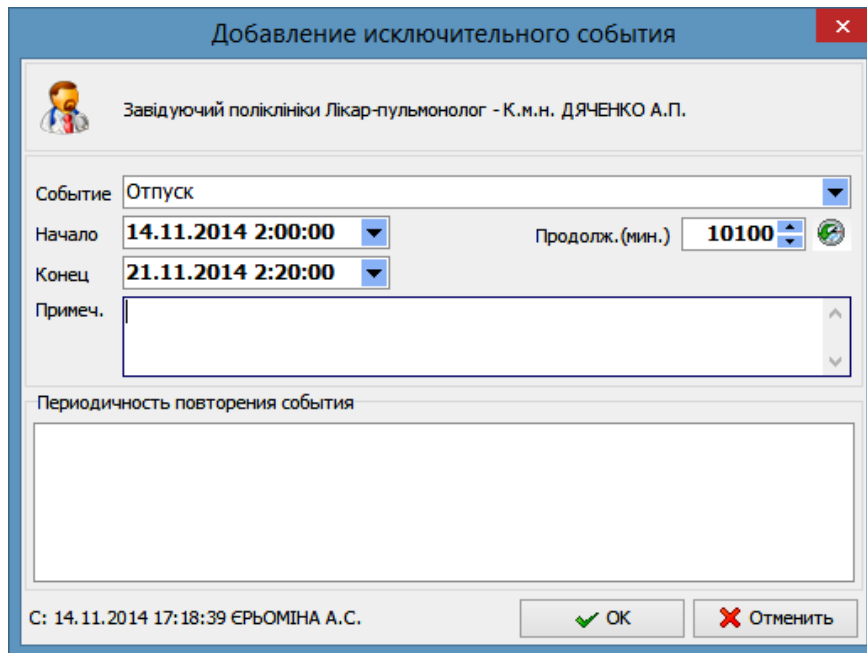 Добавление исключительного события
Завідуючий поліклініки Лікар-пульмонолог - К.м.н. ДЯЧЕНКО А.П.
Событие Отпуск
Начало 14.11.2014 2:00:00 Продолж.(мин.) 10100
Конец 21.11.2014 2:20:00
Примеч.
Периодичность повторения события
С: 14.11.2014 17:18:39 ЄРЬОМІНА А.С. OK Отменить